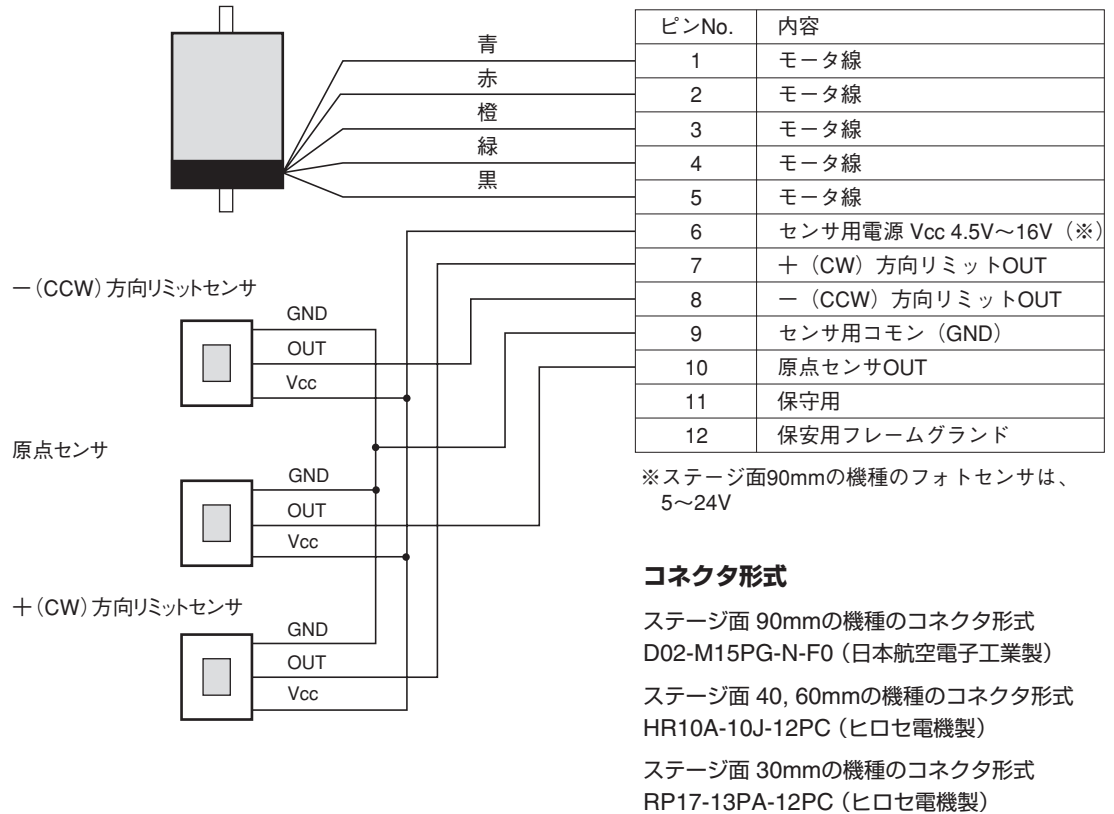 青
赤
橙
緑
黒
ピンNo. 内容
1 モータ線
2 モータ線
3 モータ線
4 モータ線
5 モータ線
6 センサ用電源 Vcc 4.5V～16V（※）
7 ＋（CW）方向リミットOUT
8 －（CCW）方向リミットOUT
9 センサ用コモン（GND）
10 原点センサOUT
11 保守用
12 保安用フレームグランド
※ステージ面90mmの機種のフォトセンサは、
5～24V
－（CCW）方向リミットセンサ
GND
OUT
Vcc
原点センサ
GND
OUT
Vcc
＋（CW）方向リミットセンサ
GND
OUT
Vcc
コネクタ形式
ステージ面 90mmの機種のコネクタ形式
D02-M15PG-N-F0（日本航空電子工業製）
ステージ面 40, 60mmの機種のコネクタ形式
HR10A-10J-12PC（ヒロセ電機製）
ステージ面 30mmの機種のコネクタ形式
RP17-13PA-12PC（ヒロセ電機製）